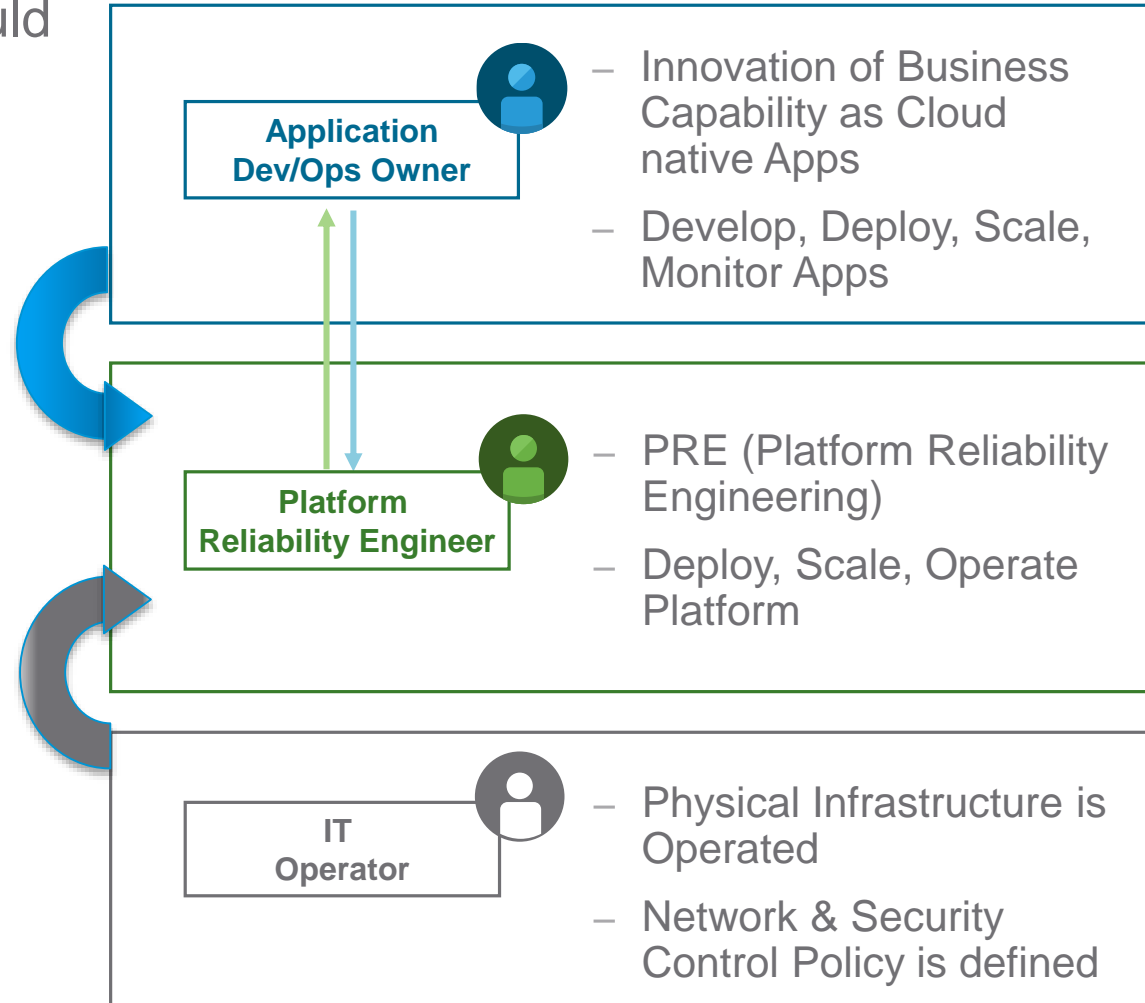 Application
Dev/Ops Owner
– Innovation of Business
Capability as Cloud
native Apps
– Develop, Deploy, Scale,
Monitor Apps
Platform
Reliability Engineer
– PRE (Platform Reliability
Engineering)
– Deploy, Scale, Operate
Platform
IT
Operator
– Physical Infrastructure is
Operated
– Network & Security
Control Policy is defined